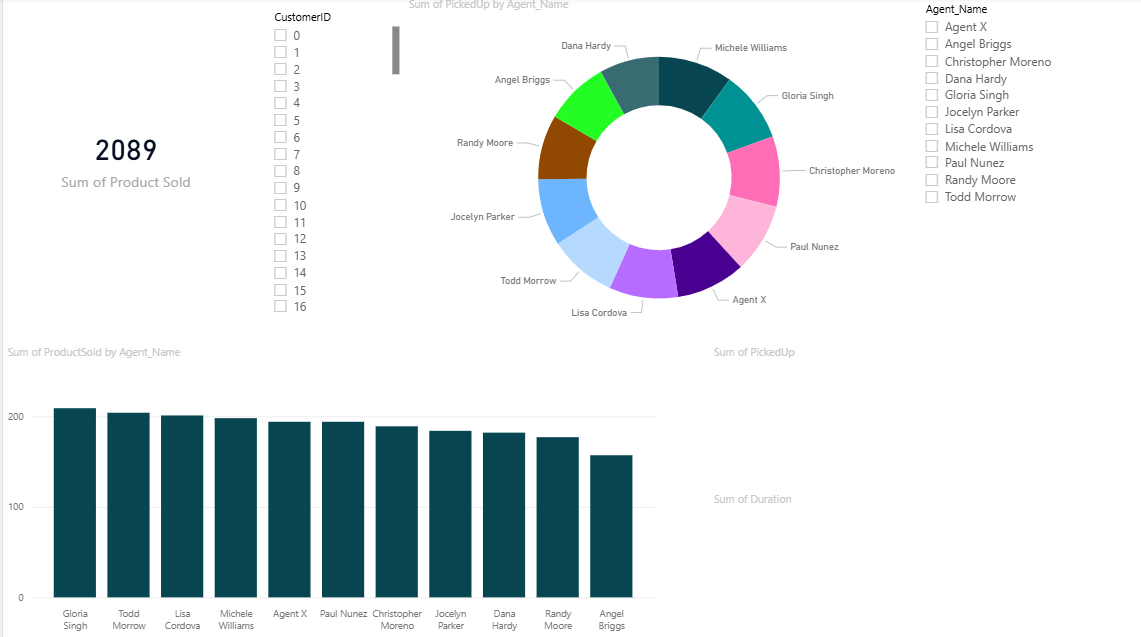 Sum of PickedUp by Agent_Name
CustomerID
0
1
2
3
4
5
6
7
8
9
10
11
12
13
14
15
16
2089
Sum of Product Sold
Dana Hardy
Michele Williams
Angel Briggs
Gloria Singh
Randy Moore
Christopher Moreno
Jocelyn Parker
Paul Nunez
Todd Morrow
Agent X
Lisa Cordova
Agent_Name
Agent X
Angel Briggs
Christopher Moreno
Dana Hardy
Gloria Singh
Jocelyn Parker
Lisa Cordova
Michele Williams
Paul Nunez
Randy Moore
Todd Morrow
Sum of ProductSold by Agent_Name
200
100
0
Gloria
Singh
Todd
Morrow
Lisa
Cordova
Michele
Williams
Agent X
Paul Nunez
Christopher
Moreno
Jocelyn
Parker
Dana
Hardy
Randy
Moore
Angel
Briggs
Sum of PickedUp
Sum of Duration